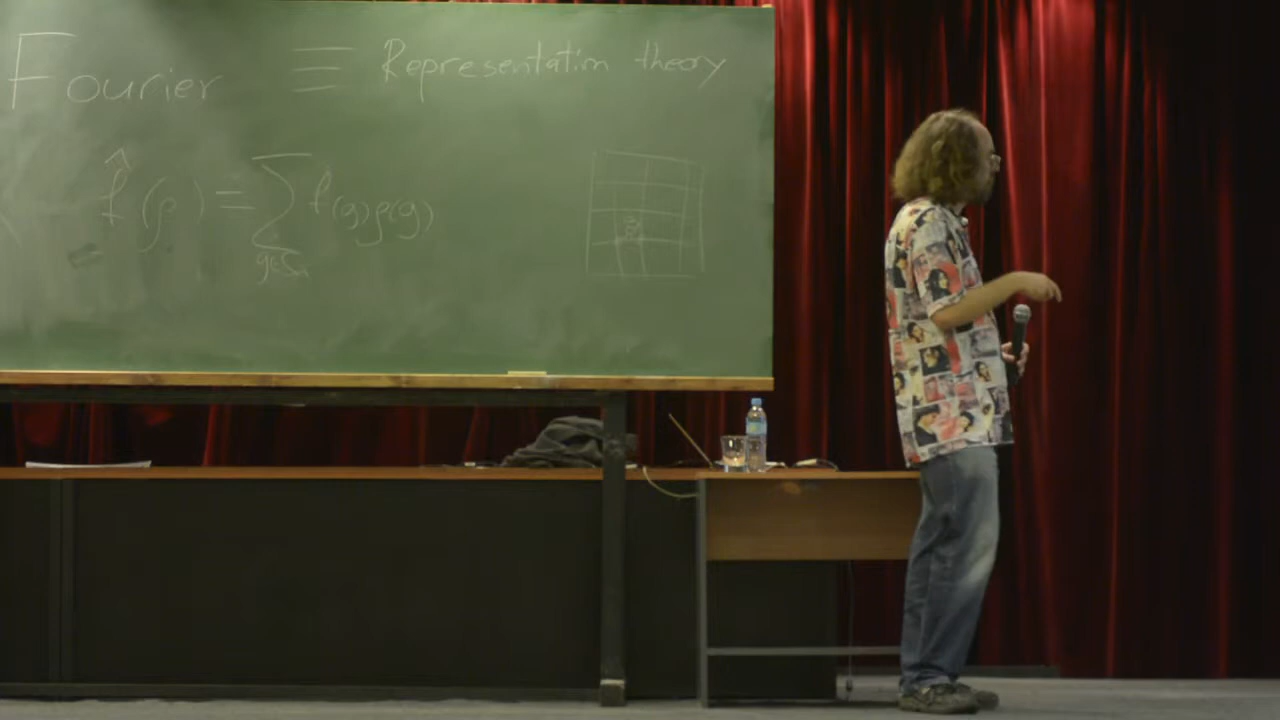 Fourier ≡ Representation theory
f̂(ρ) = ∑ f(g)ρ(g)
g∈Sₙ